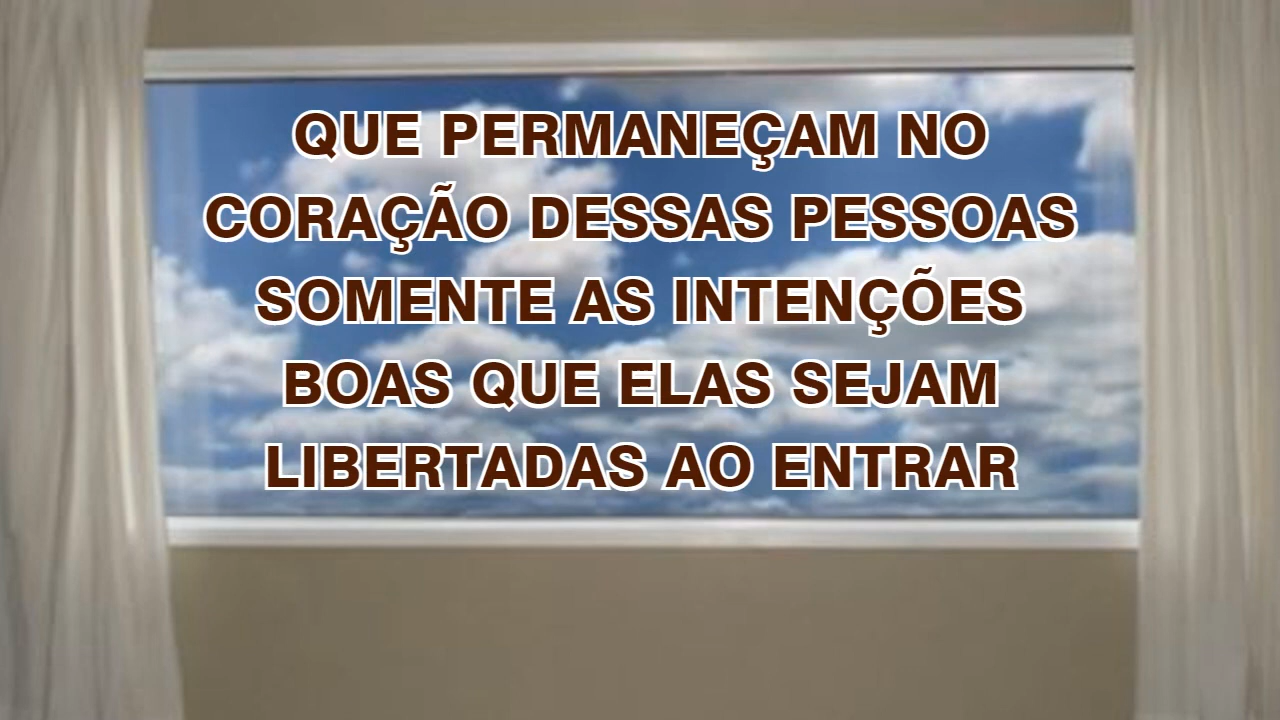 QUE PERMANEÇAM NO
CORAÇÃO DESSAS PESSOAS
SOMENTE AS INTENÇÕES
BOAS QUE ELAS SEJAM
LIBERTADAS AO ENTRAR